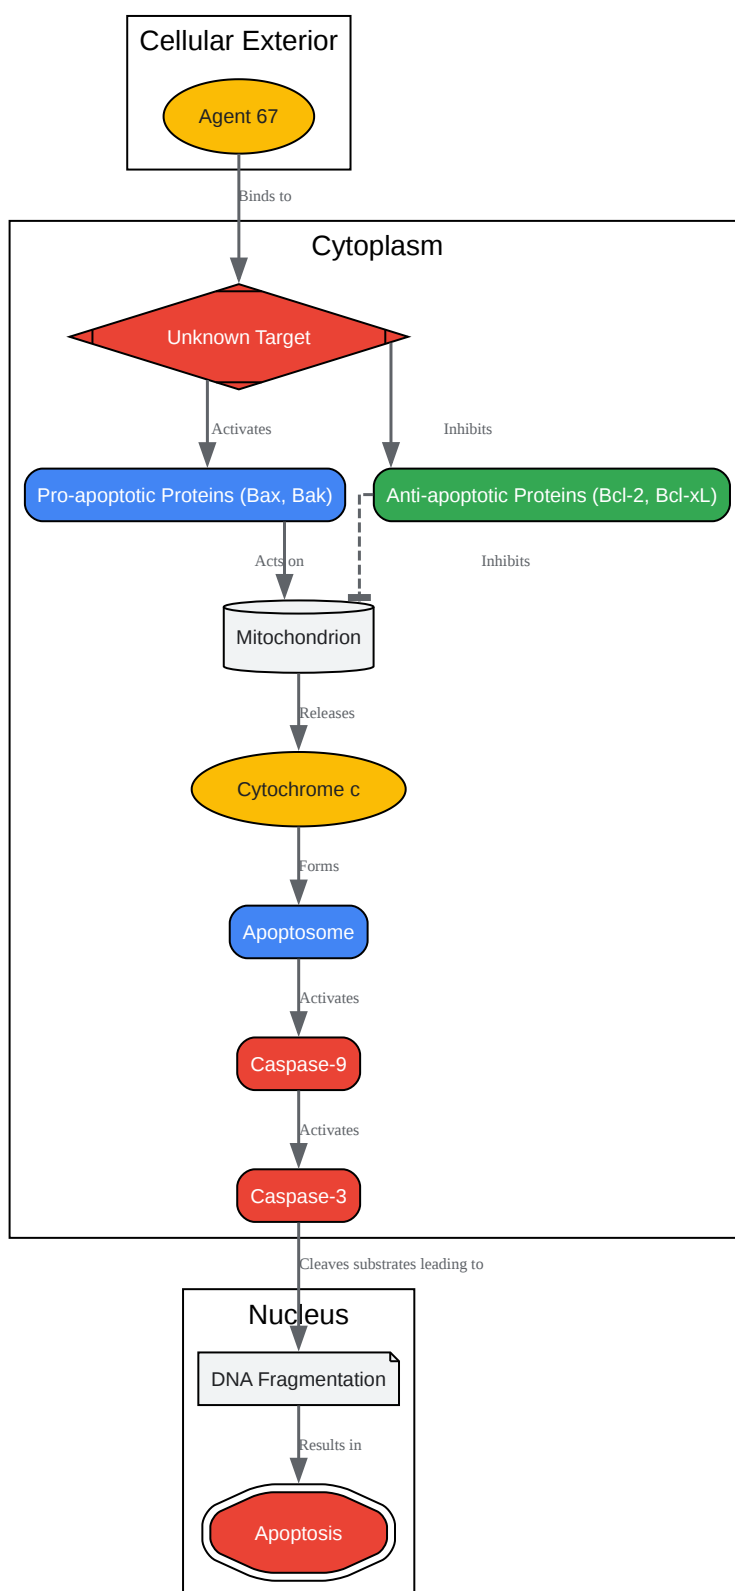 Cellular Exterior
Agent 67
Binds to
Cytoplasm
Unknown Target
Activates
Inhibits
Pro-apoptotic Proteins (Bax, Bak)
Anti-apoptotic Proteins (Bcl-2, Bcl-xL)
Acts on
Inhibits
Mitochondrion
Releases
Cytochrome c
Forms
Apoptosome
Activates
Caspase-9
Activates
Caspase-3
Cleaves substrates leading to
Nucleus
DNA Fragmentation
Results in
Apoptosis